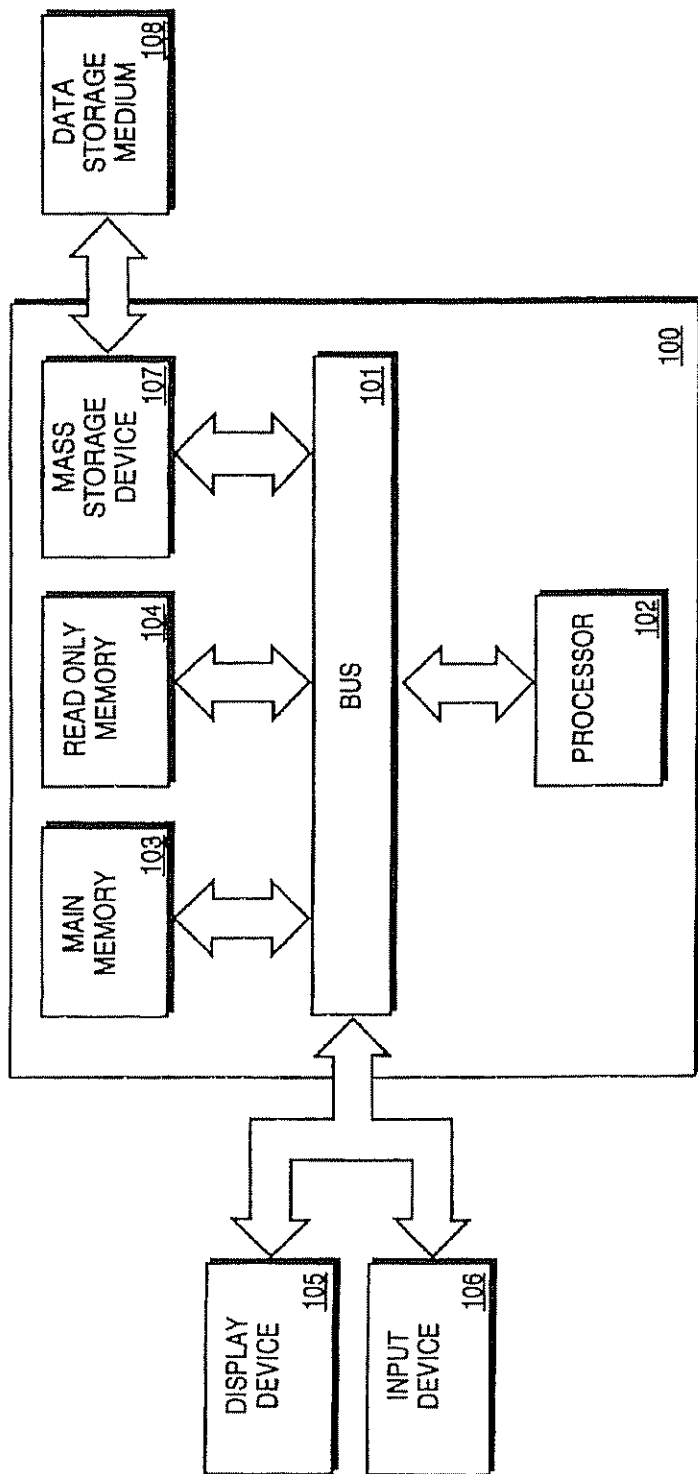 MAIN
MEMORY
103
READ ONLY
MEMORY
104
MASS
STORAGE
DEVICE
107
DATA
STORAGE
MEDIUM
108
DISPLAY
DEVICE
105
BUS
101
INPUT
DEVICE
106
PROCESSOR
102
100